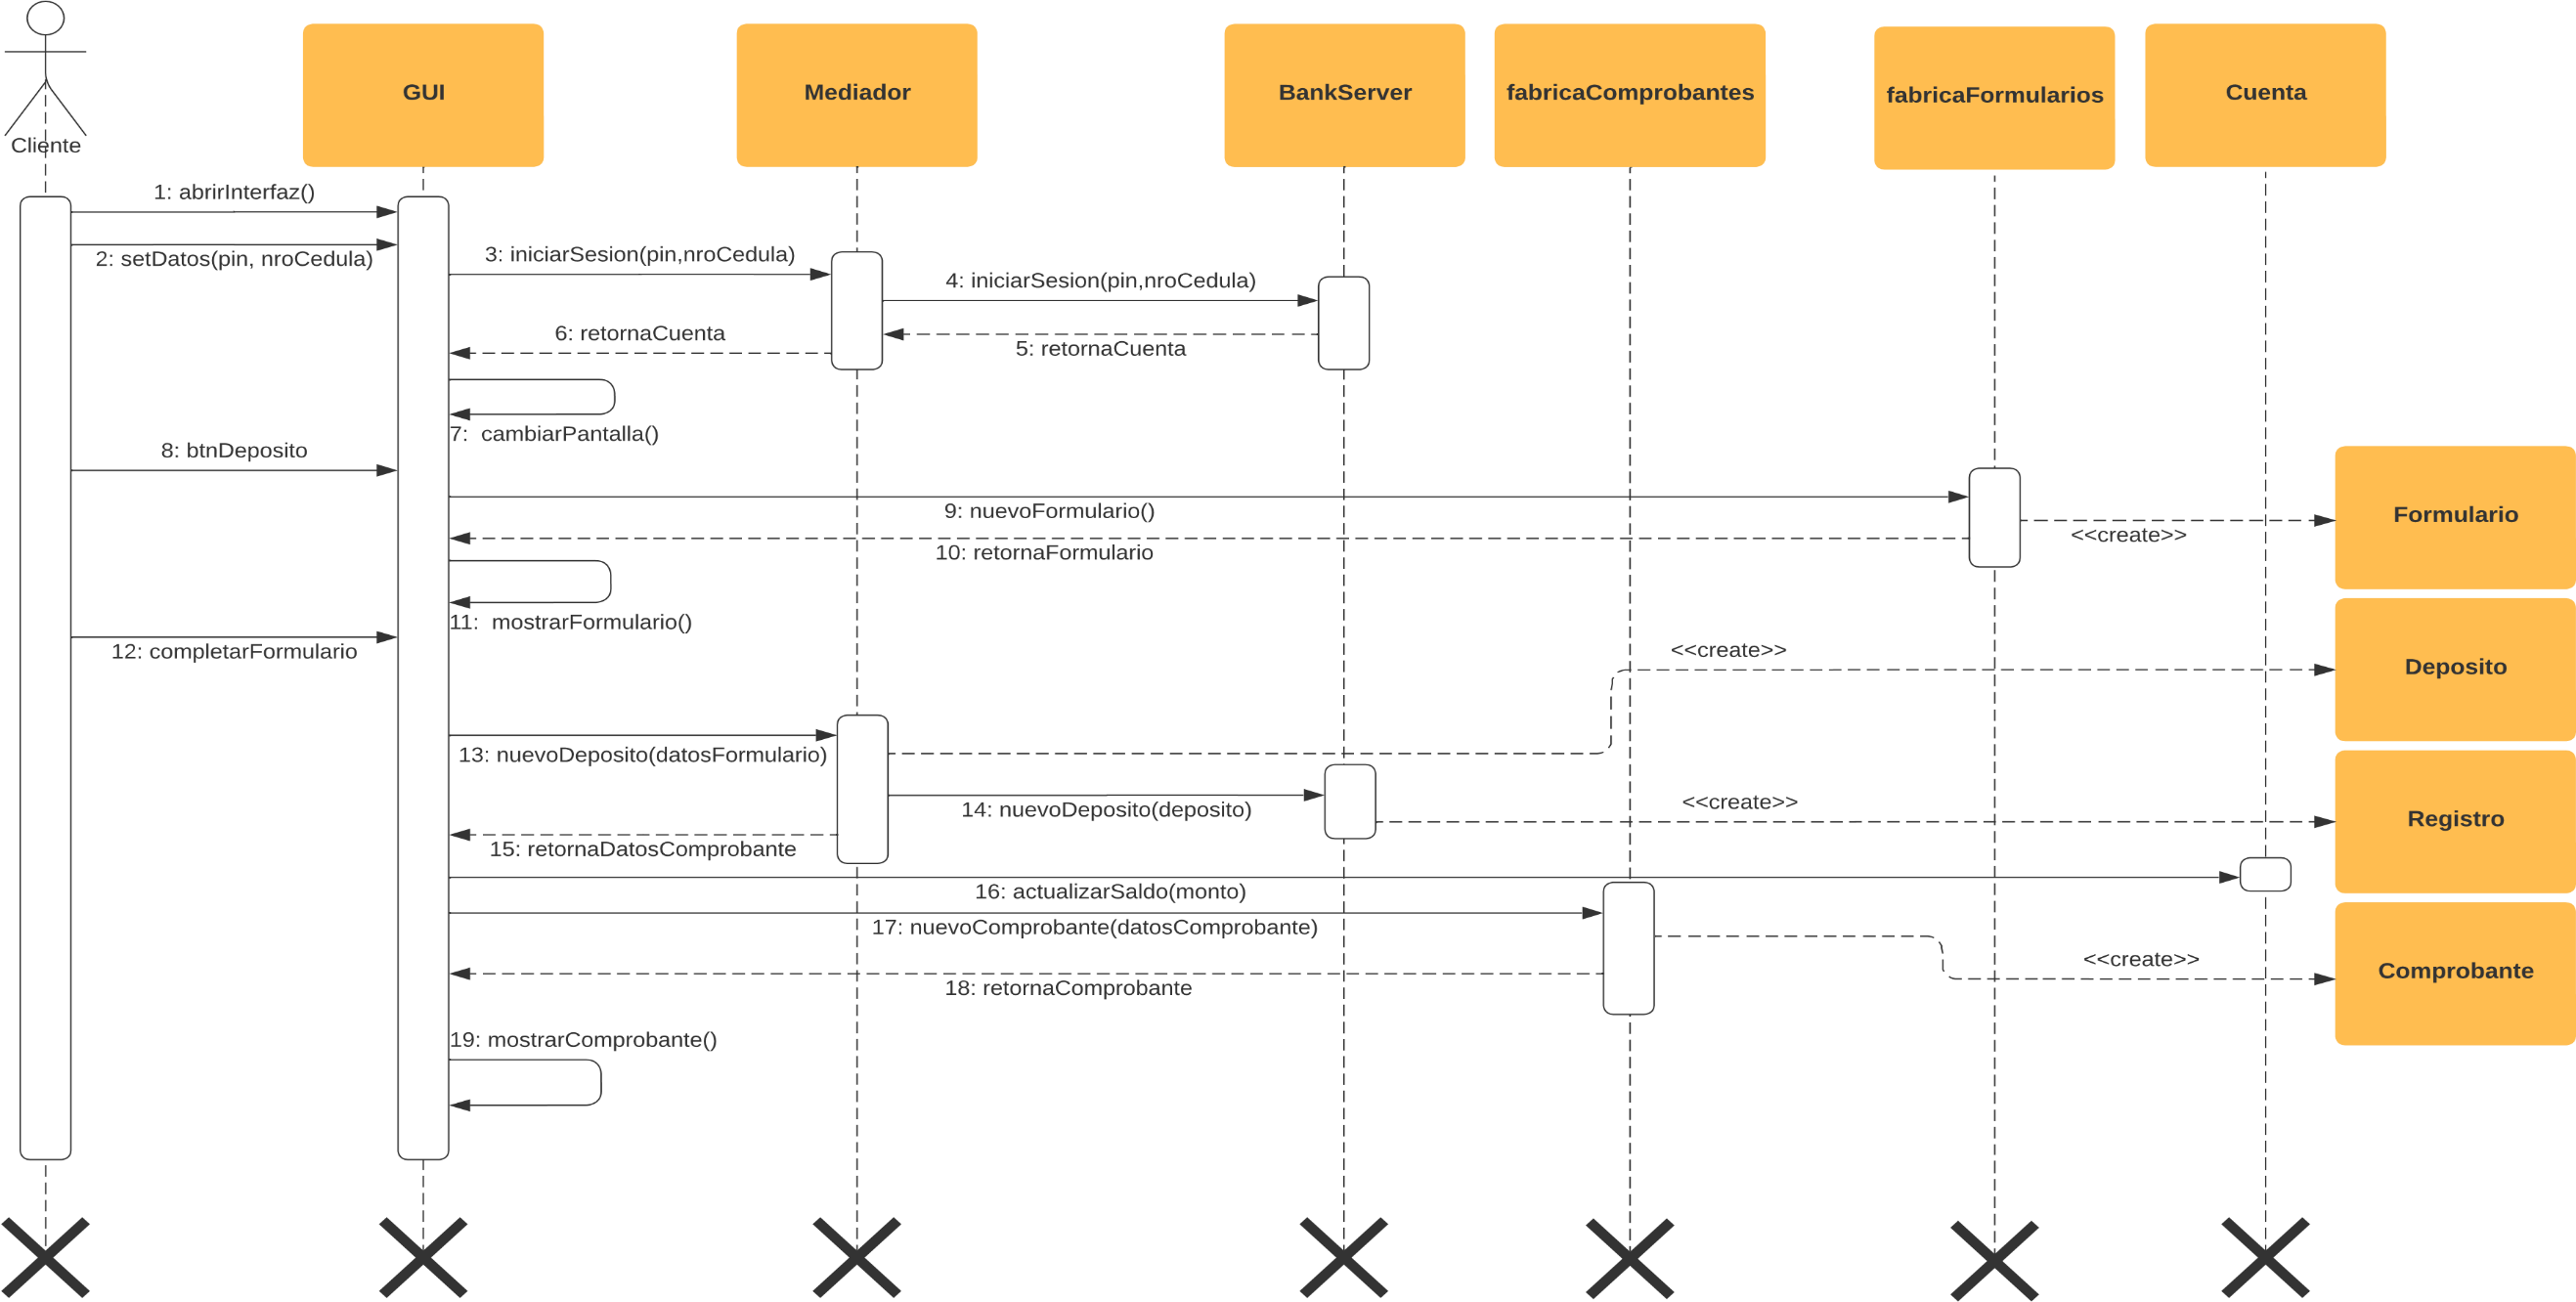 Cliente
GUI
Mediador
BankServer
fabricaComprobantes
fabricaFormularios
Cuenta
1: abrirInterfaz()
2: setDatos(pin, nroCedula)
3: iniciarSesion(pin,nroCedula)
4: iniciarSesion(pin,nroCedula)
5: retornaCuenta
6: retornaCuenta
7:  cambiarPantalla()
8: btnDeposito
9: nuevoFormulario()
<<create>>
Formulario
10: retornaFormulario
11:  mostrarFormulario()
12: completarFormulario
<<create>>
Deposito
13: nuevoDeposito(datosFormulario)
14: nuevoDeposito(deposito)
<<create>>
Registro
15: retornaDatosComprobante
16: actualizarSaldo(monto)
17: nuevoComprobante(datosComprobante)
<<create>>
Comprobante
18: retornaComprobante
19: mostrarComprobante()